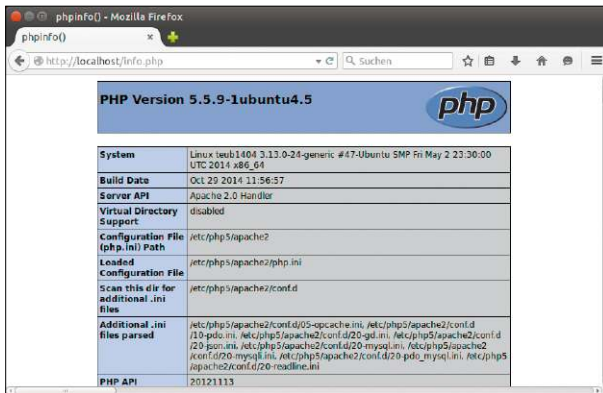 phpinfo() - Mozilla Firefox
phpinfo()
http://localhost/info.php
Suchen
PHP Version 5.5.9-1ubuntu4.5
php
System
Linux teub1404 3.13.0-24-generic #47-Ubuntu SMP Fri May 2 23:30:00
UTC 2014 x86_64
Build Date
Oct 29 2014 11:56:57
Server API
Apache 2.0 Handler
Virtual Directory
Support
disabled
Configuration File
(php.ini) Path
/etc/php5/apache2
Loaded
Configuration File
/etc/php5/apache2/php.ini
Scan this dir for
additional .ini
files
/etc/php5/apache2/conf.d
Additional .ini
files parsed
/etc/php5/apache2/conf.d/05-opcache.ini, /etc/php5/apache2/conf.d
/10-pdo.ini, /etc/php5/apache2/conf.d/20-gd.ini, /etc/php5/apache2/conf.d
/20-json.ini, /etc/php5/apache2/conf.d/20-mysql.ini, /etc/php5/apache2
/conf.d/20-mysqli.ini, /etc/php5/apache2/conf.d/20-pdo_mysql.ini, /etc/php5
/apache2/conf.d/20-readline.ini
PHP API
20121113